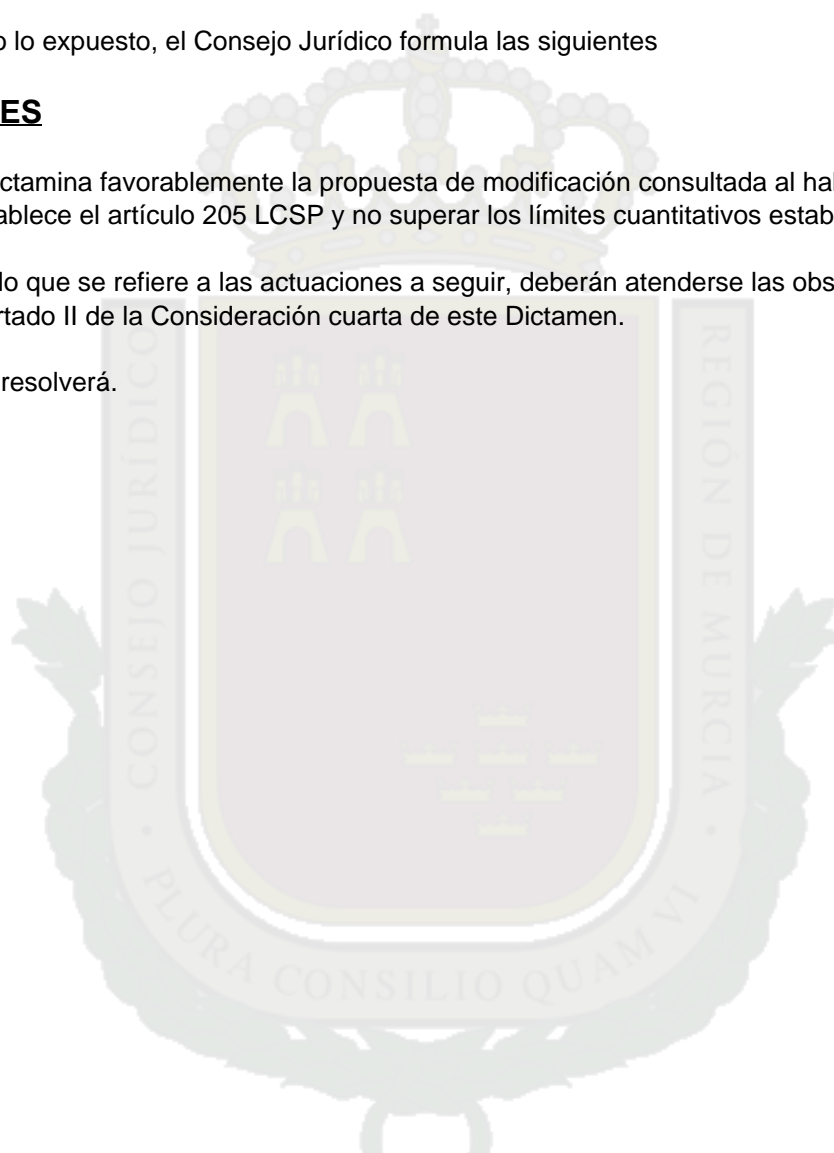 o lo expuesto, el Consejo Jurídico formula las siguientes
ES
ctamina favorablemente la propuesta de modificación consultada al hal
ablece el artículo 205 LCSP y no superar los límites cuantitativos estab
lo que se refiere a las actuaciones a seguir, deberán atenderse las obs
rtado II de la Consideración cuarta de este Dictamen.
resolverá.
CONSEJO JURÍDICO
REGIÓN DE MURCIA
PLURA CONSILIO QUAM VI